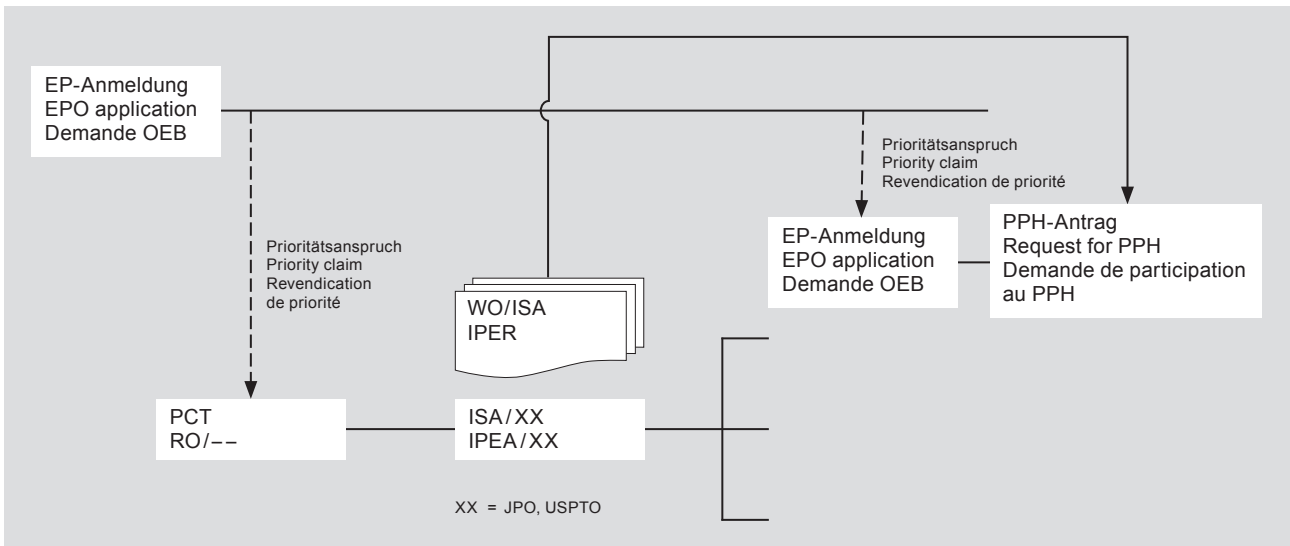 EP-Anmeldung
EPO application
Demande OEB
Prioritätsanspruch
Priority claim
Revendication de priorité
EP-Anmeldung
EPO application
Demande OEB
PPH-Antrag
Request for PPH
Demande de participation
au PPH
Prioritätsanspruch
Priority claim
Revendication
de priorité
WO/ISA
IPER
PCT
RO/––
ISA/XX
IPEA/XX
XX = JPO, USPTO